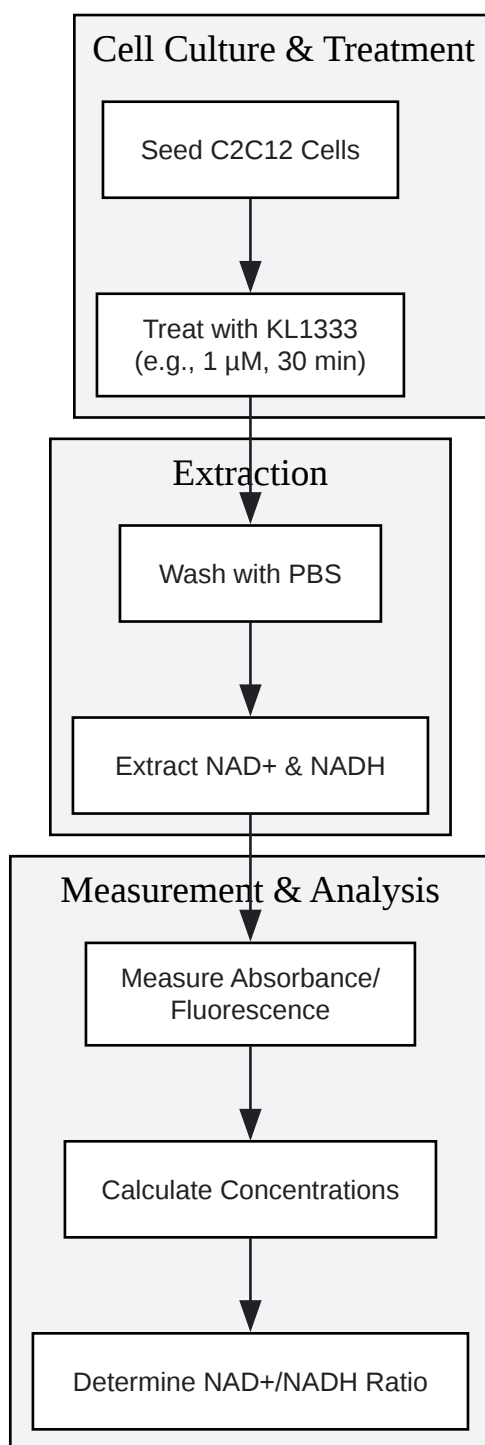 Cell Culture & Treatment
Seed C2C12 Cells
Treat with KL1333
(e.g., 1 µM, 30 min)
Extraction
Wash with PBS
Extract NAD+ & NADH
Measurement & Analysis
Measure Absorbance/
Fluorescence
Calculate Concentrations
Determine NAD+/NADH Ratio